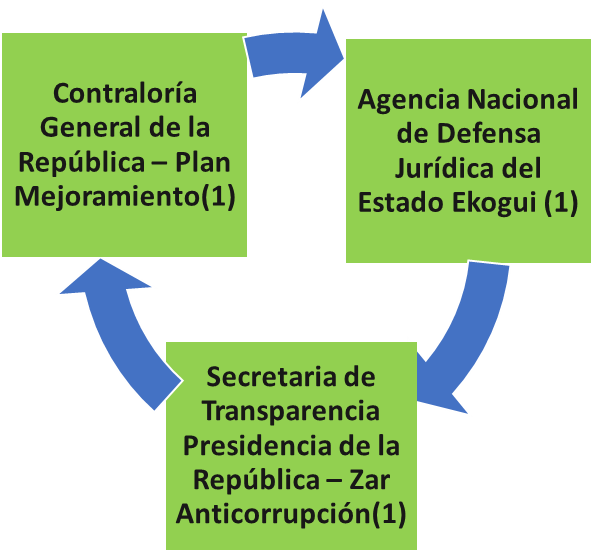 Contraloría
General de la
República – Plan
Mejoramiento(1)
Agencia Nacional
de Defensa
Jurídica del
Estado Ekogui (1)
Secretaria de
Transparencia
Presidencia de la
República – Zar
Anticorrupción(1)